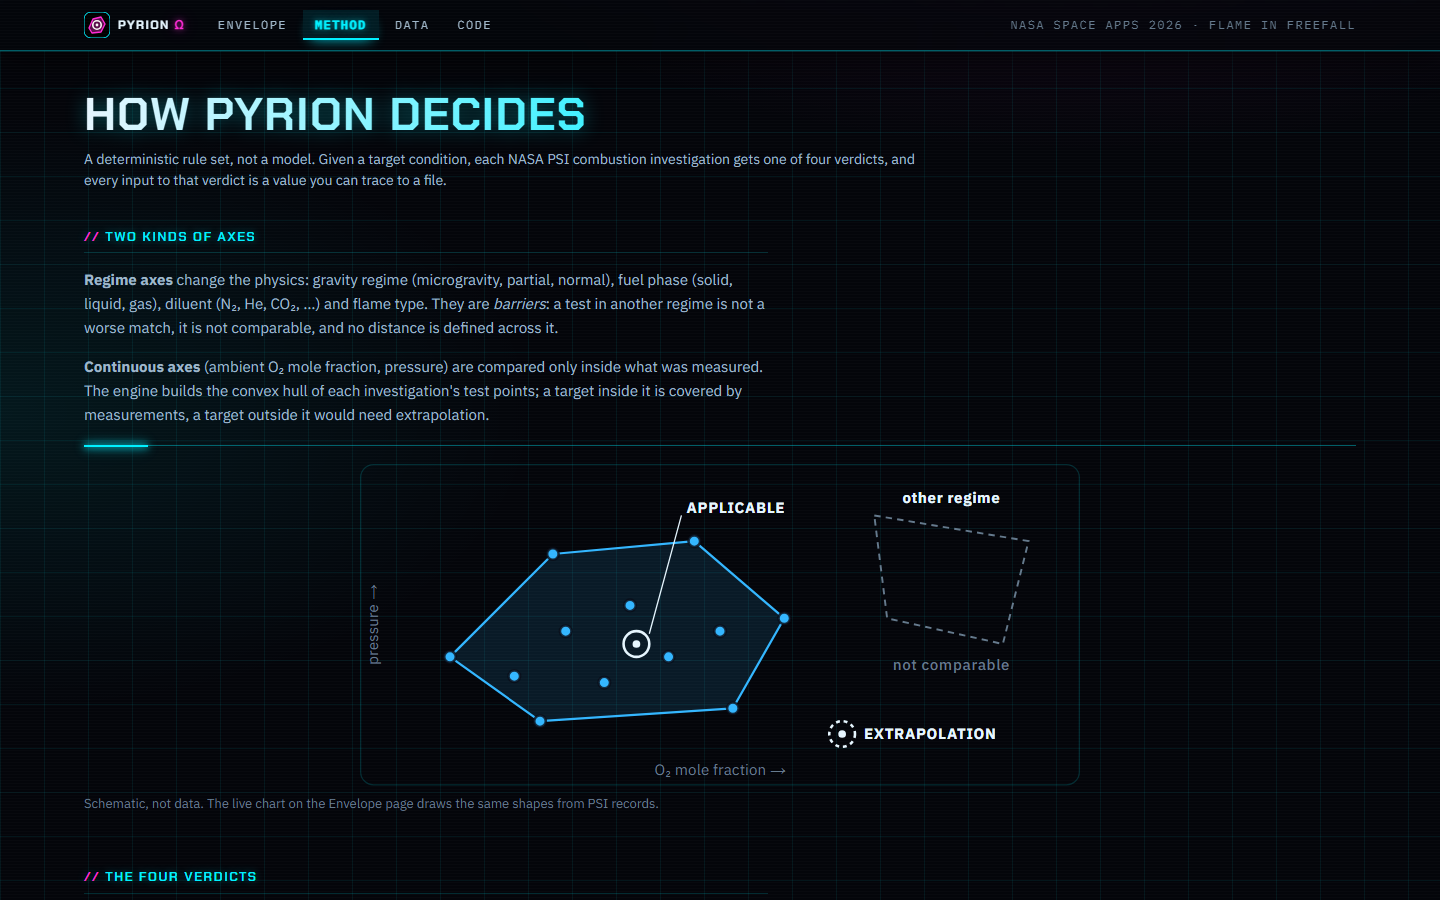 PYRION Ω ENVELOPE METHOD DATA CODE NASA SPACE APPS 2026 · FLAME IN FREEFALL
HOW PYRION DECIDES
A deterministic rule set, not a model. Given a target condition, each NASA PSI combustion investigation gets one of four verdicts, and
every input to that verdict is a value you can trace to a file.
// TWO KINDS OF AXES
Regime axes change the physics: gravity regime (microgravity, partial, normal), fuel phase (solid,
liquid, gas), diluent (N₂, He, CO₂, …) and flame type. They are barriers: a test in another regime is not a
worse match, it is not comparable, and no distance is defined across it.
Continuous axes (ambient O₂ mole fraction, pressure) are compared only inside what was measured.
The engine builds the convex hull of each investigation's test points; a target inside it is covered by
measurements, a target outside it would need extrapolation.
other regime
APPLICABLE
pressure →
not comparable
EXTRAPOLATION
O₂ mole fraction →
Schematic, not data. The live chart on the Envelope page draws the same shapes from PSI records.
// THE FOUR VERDICTS